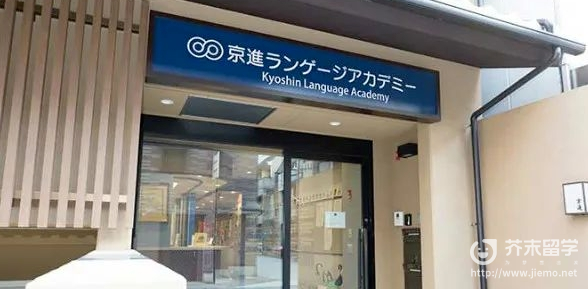 京進ランゲージアカデミー
Kyoshin Language Academy
芥末留学
http://www.jiemo.net